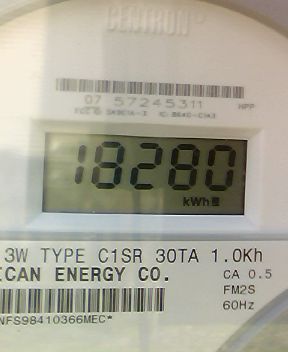 CENTRON®
07 57245311 HPP
18280
kWh
3W TYPE C1SR 30TA 1.0Kh
ICAN ENERGY CO. CA 0.5
FM2S
60Hz
NFS98410366MEC*